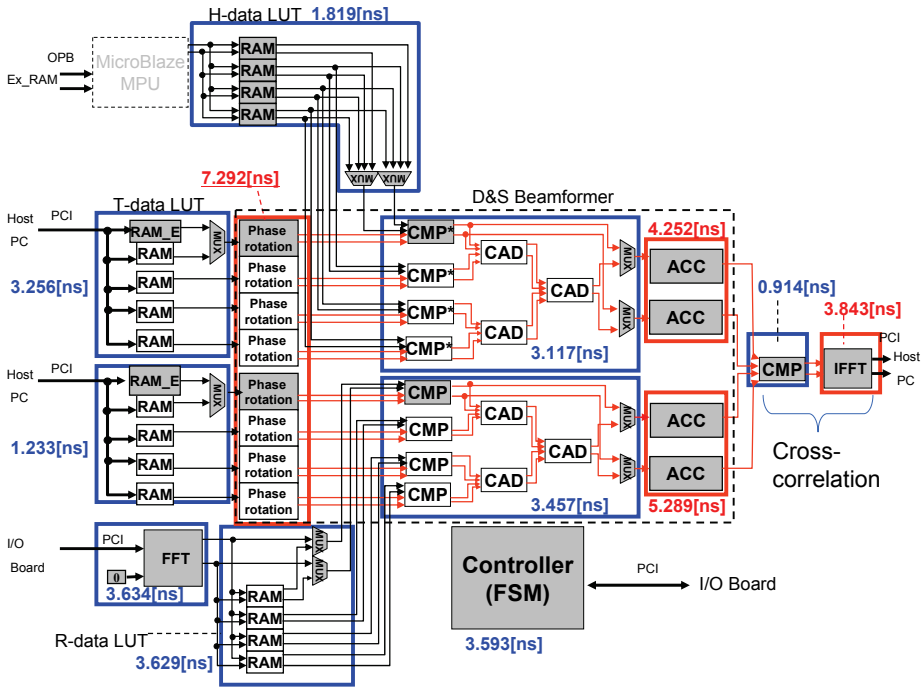 H-data LUT 1.819[ns]
OPB
Ex_RAM
MicroBlaze
MPU
RAM
RAM
RAM
RAM
MUX
MUX
7.292[ns]
D&S Beamformer
T-data LUT
Host
PC
PCI
RAM_E
RAM
RAM
RAM
RAM
MUX
3.256[ns]
Phase
rotation
Phase
rotation
Phase
rotation
Phase
rotation
CMP*
CMP*
CMP*
CMP*
CAD
CAD
CAD
MUX
MUX
3.117[ns]
4.252[ns]
ACC
ACC
0.914[ns]
3.843[ns]
CMP
IFFT
PCI
Host
PC
Cross-
correlation
Host
PC
PCI
RAM_E
RAM
RAM
RAM
RAM
MUX
1.233[ns]
Phase
rotation
Phase
rotation
Phase
rotation
Phase
rotation
CMP
CMP
CMP
CMP
CAD
CAD
CAD
MUX
MUX
3.457[ns]
ACC
ACC
5.289[ns]
I/O
Board
PCI
FFT
0
3.634[ns]
MUX
MUX
RAM
RAM
RAM
RAM
R-data LUT
3.629[ns]
Controller
(FSM)
3.593[ns]
PCI
I/O Board